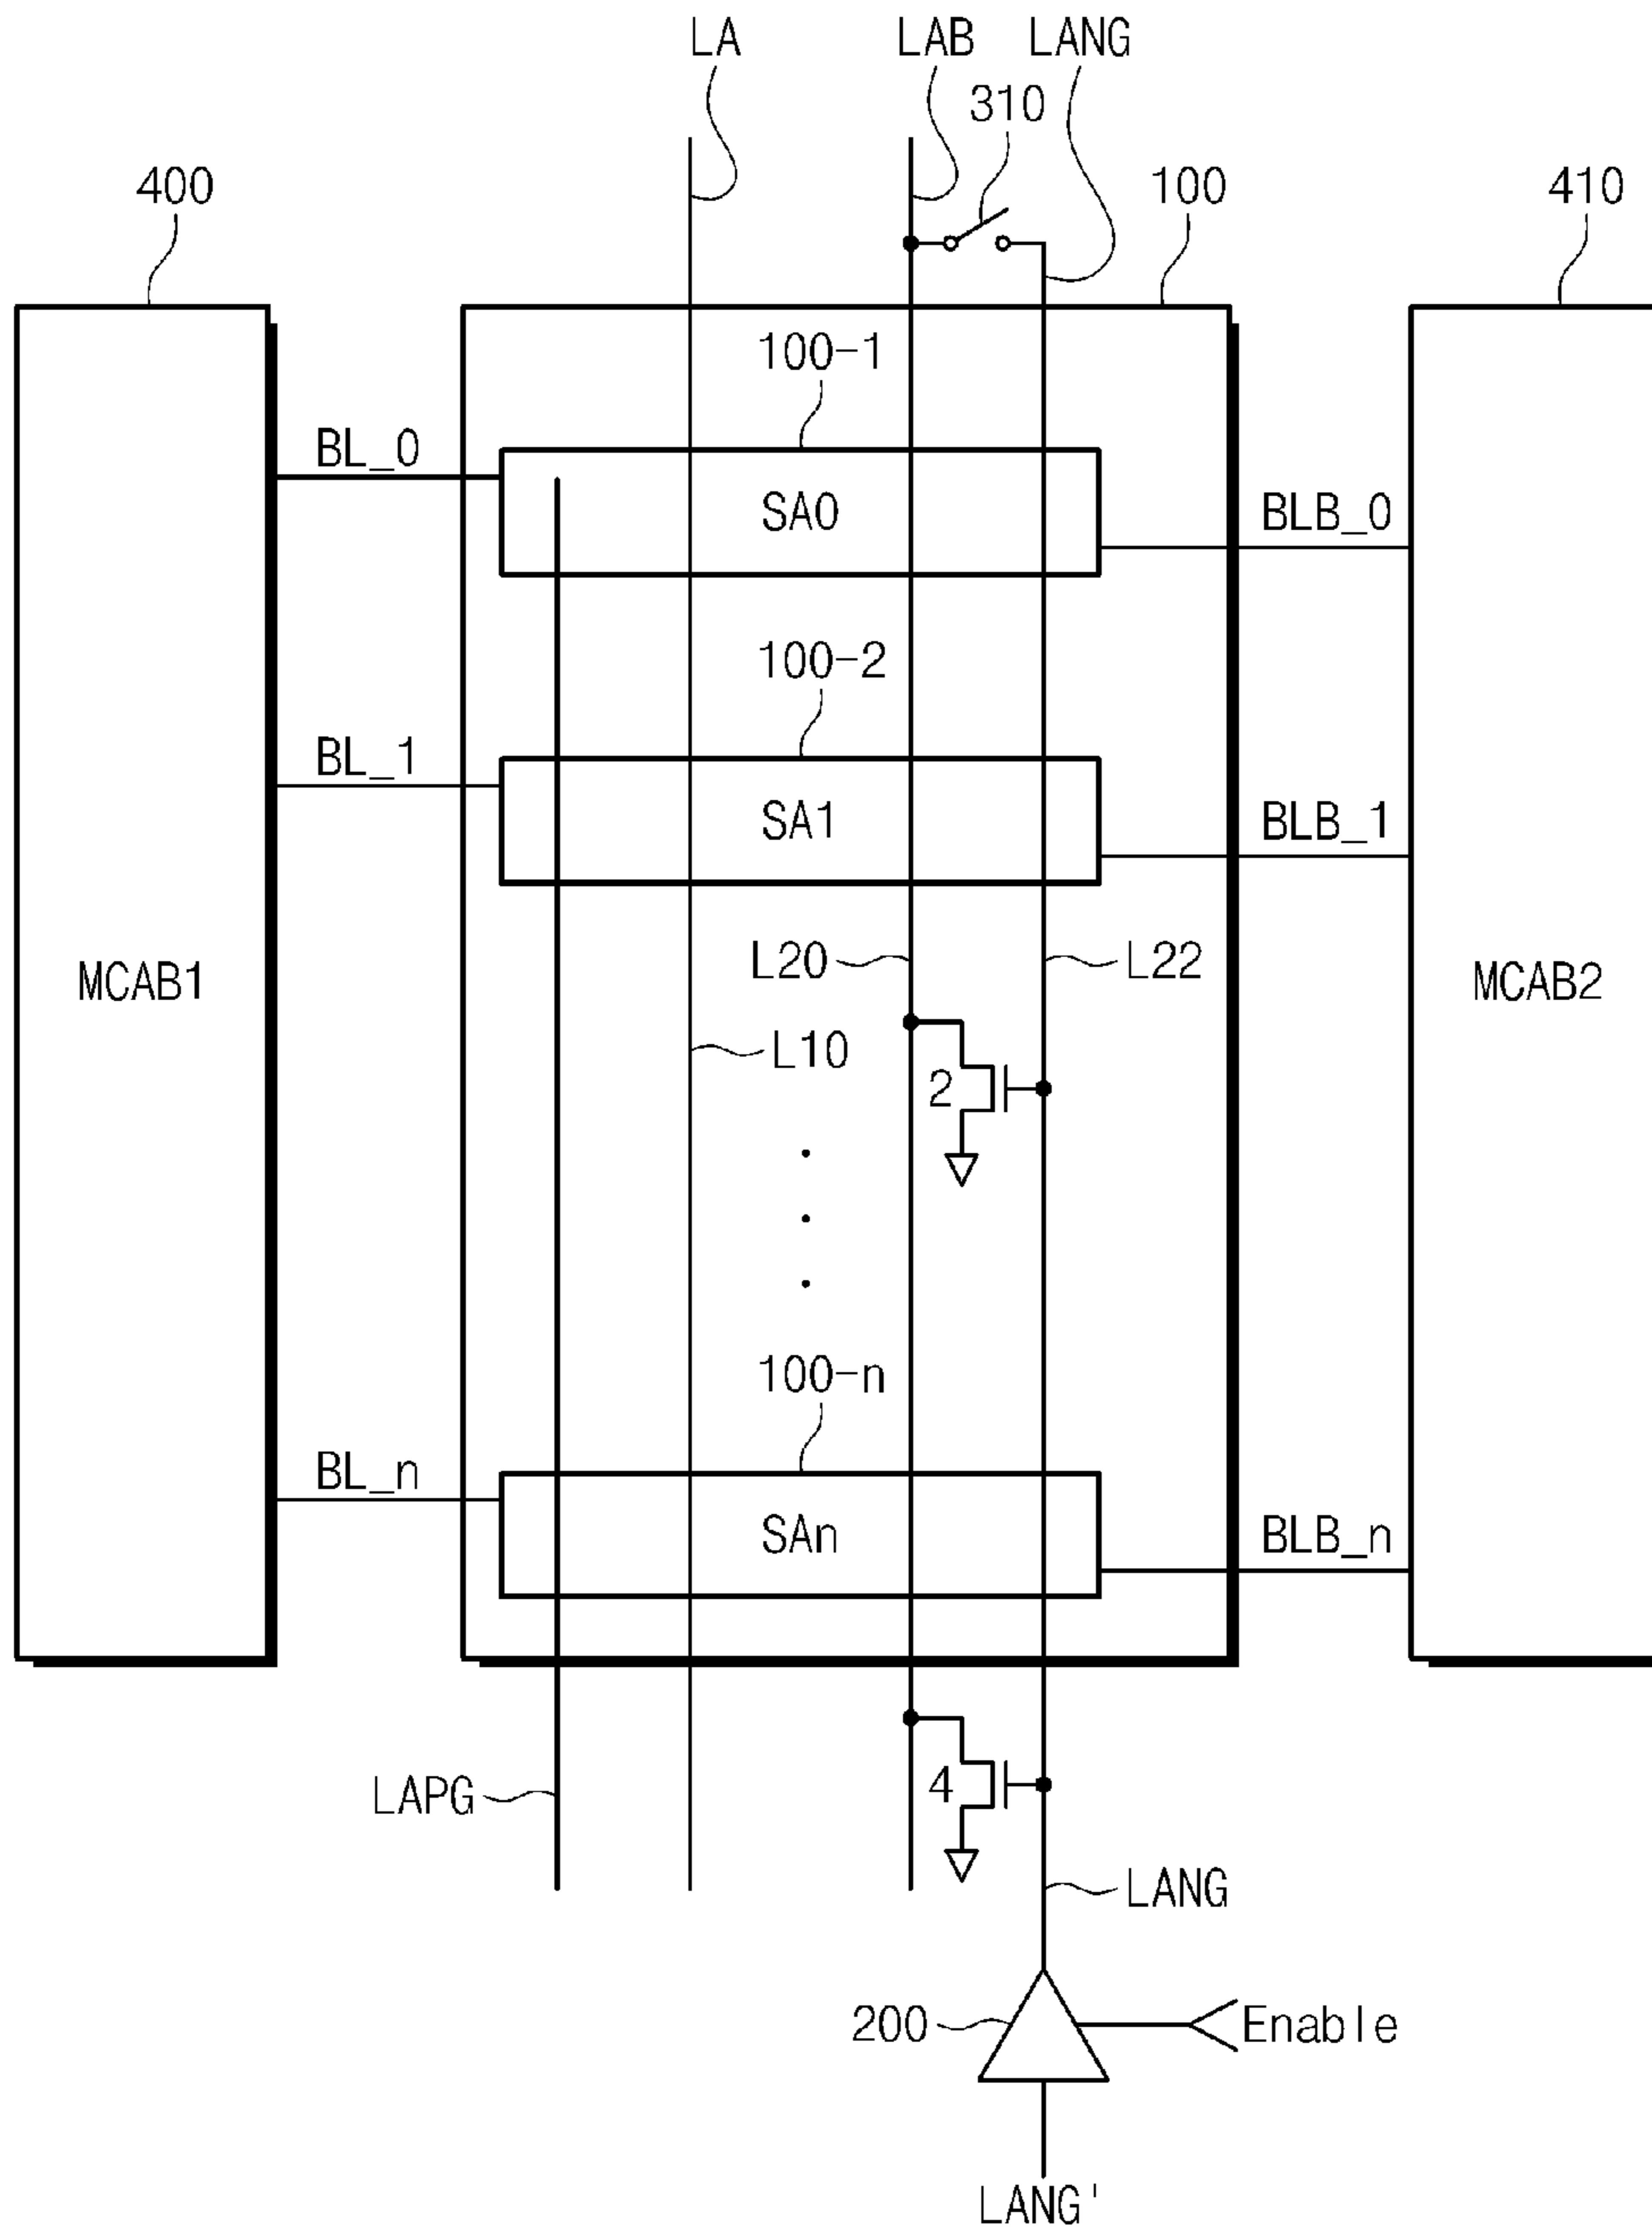 LA
LAB
LANG
310
400
100
410
100-1
BL_0
SA0
BLB_0
100-2
BL_1
SA1
BLB_1
L20
L22
MCAB1
MCAB2
L10
2
100-n
BL_n
SAn
BLB_n
LAPG
4
LANG
200
Enable
LANG'